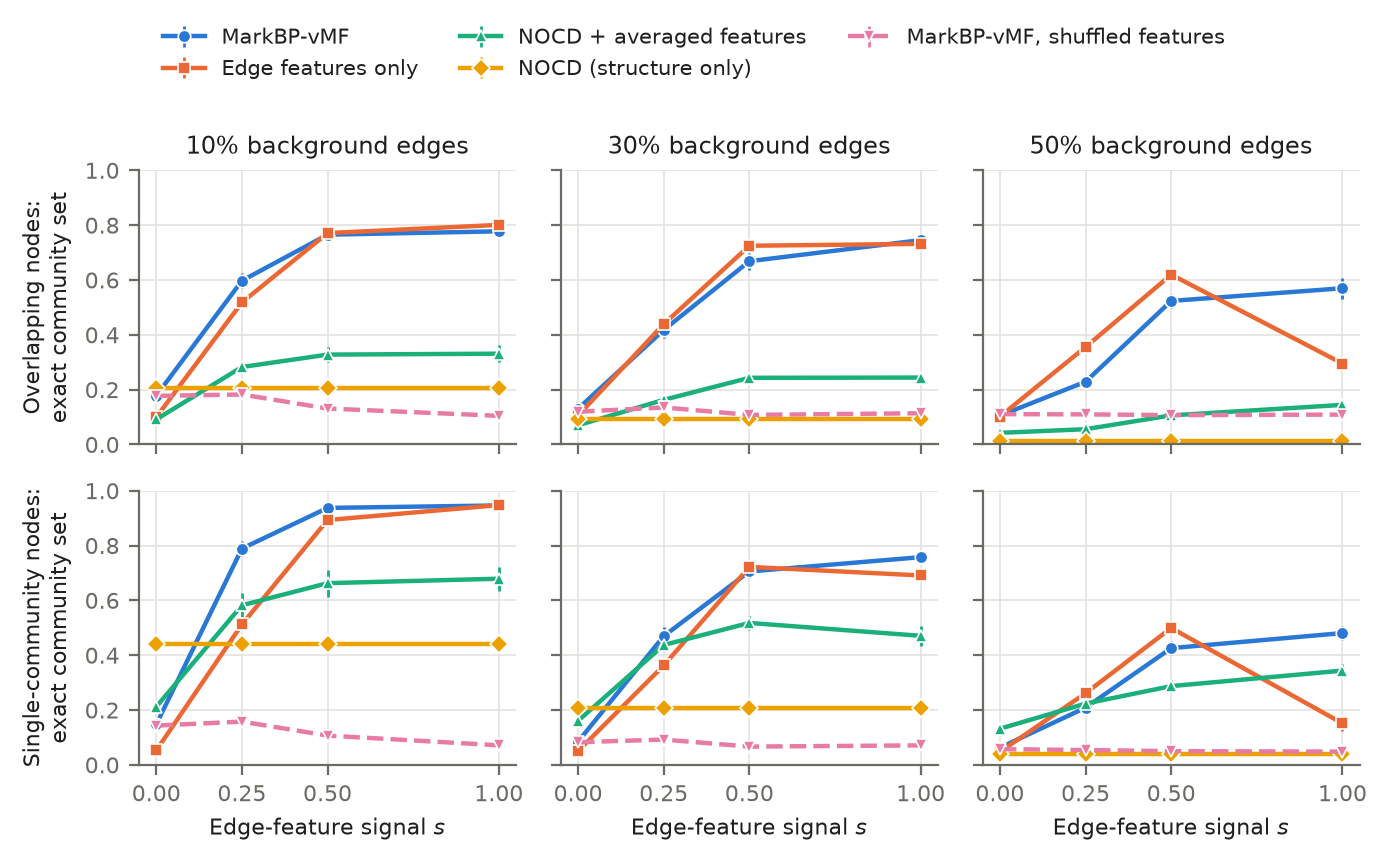 MarkBP-vMF
NOCD + averaged features
MarkBP-vMF, shuffled features
Edge features only
NOCD (structure only)
10% background edges
30% background edges
50% background edges
Overlapping nodes:
exact community set
1.0
0.8
0.6
0.4
0.2
0.0
Single-community nodes:
exact community set
1.0
0.8
0.6
0.4
0.2
0.0
0.00 0.25 0.50 1.00
0.00 0.25 0.50 1.00
0.00 0.25 0.50 1.00
Edge-feature signal s
Edge-feature signal s
Edge-feature signal s